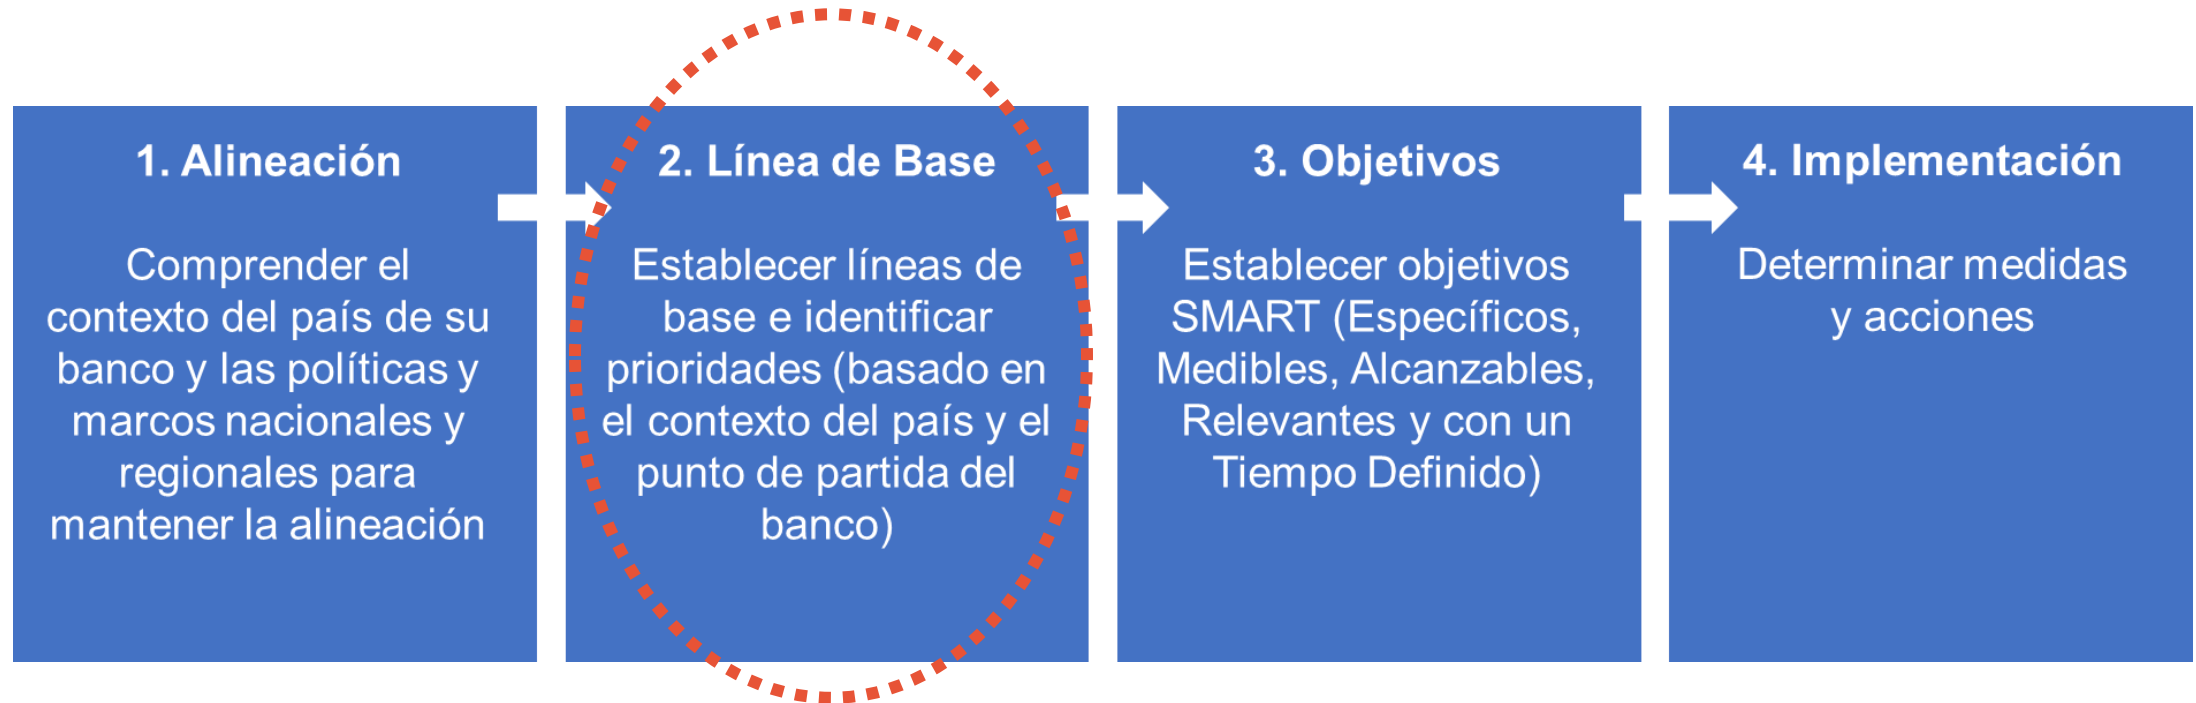 1. Alineación
Comprender el
contexto del país de su
banco y las políticas y
marcos nacionales y
regionales para
mantener la alineación
2. Línea de Base
Establecer líneas de
base e identificar
prioridades (basado en
el contexto del país y el
punto de partida del
banco)
3. Objetivos
Establecer objetivos
SMART (Específicos,
Medibles, Alcanzables,
Relevantes y con un
Tiempo Definido)
4. Implementación
Determinar medidas
y acciones